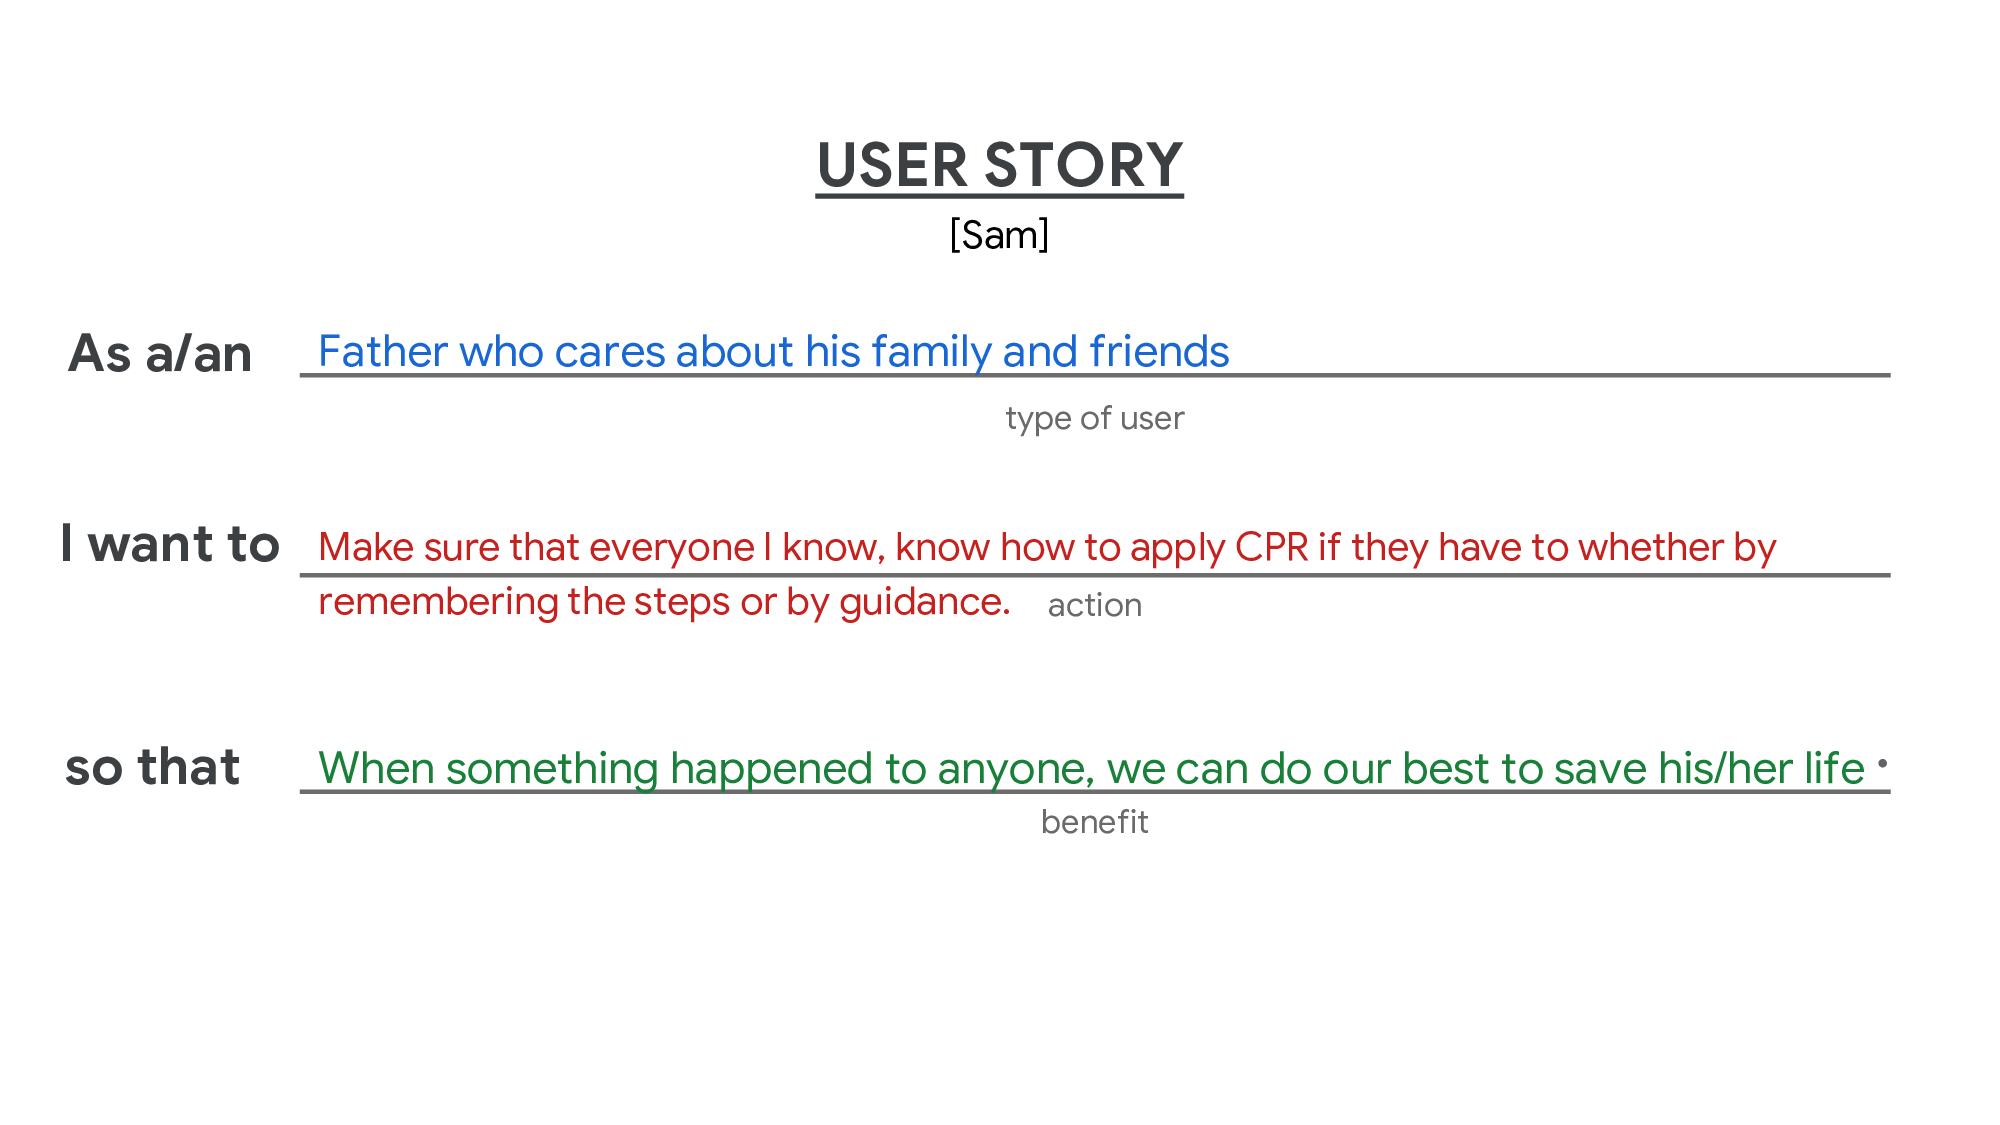 USER STORY
[Sam]
As a/an Father who cares about his family and friends
type of user
I want to Make sure that everyone I know, know how to apply CPR if they have to whether by
remembering the steps or by guidance. action
so that When something happened to anyone, we can do our best to save his/her life .
benefit